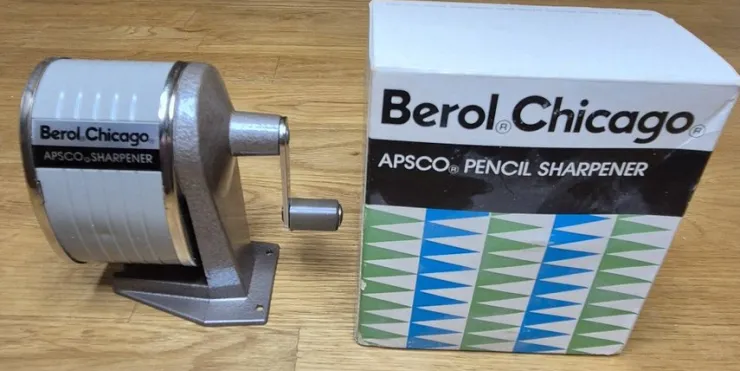 Berol® Chicago®
APSCO® SHARPENER
Berol® Chicago®
APSCO® PENCIL SHARPENER